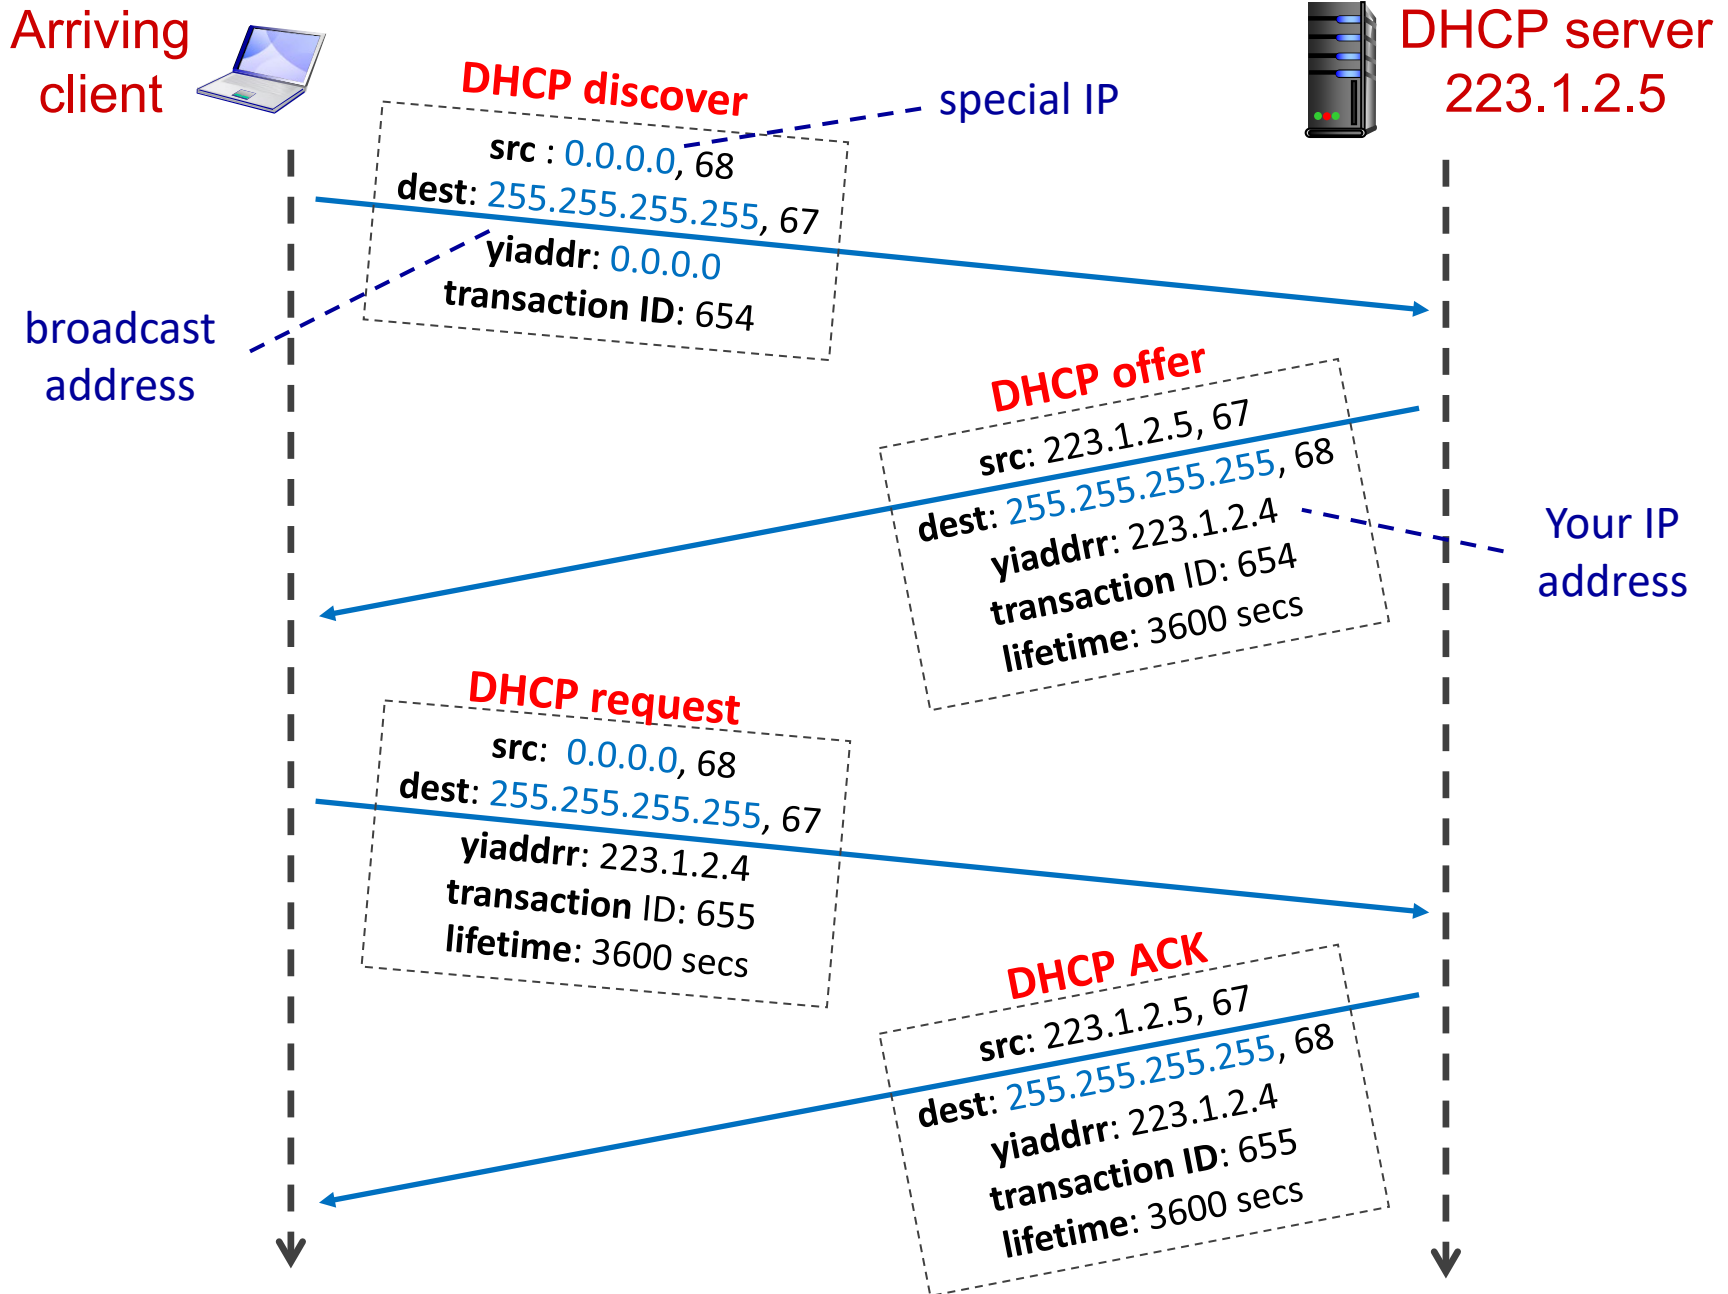 Arriving
client
DHCP server
223.1.2.5
DHCP discover
special IP
src : 0.0.0.0, 68
dest: 255.255.255.255, 67
yiaddr: 0.0.0.0
transaction ID: 654
broadcast
address
DHCP offer
src: 223.1.2.5, 67
dest: 255.255.255.255, 68
yiaddrr: 223.1.2.4
transaction ID: 654
lifetime: 3600 secs
Your IP
address
DHCP request
src: 0.0.0.0, 68
dest: 255.255.255.255, 67
yiaddrr: 223.1.2.4
transaction ID: 655
lifetime: 3600 secs
DHCP ACK
src: 223.1.2.5, 67
dest: 255.255.255.255, 68
yiaddrr: 223.1.2.4
transaction ID: 655
lifetime: 3600 secs